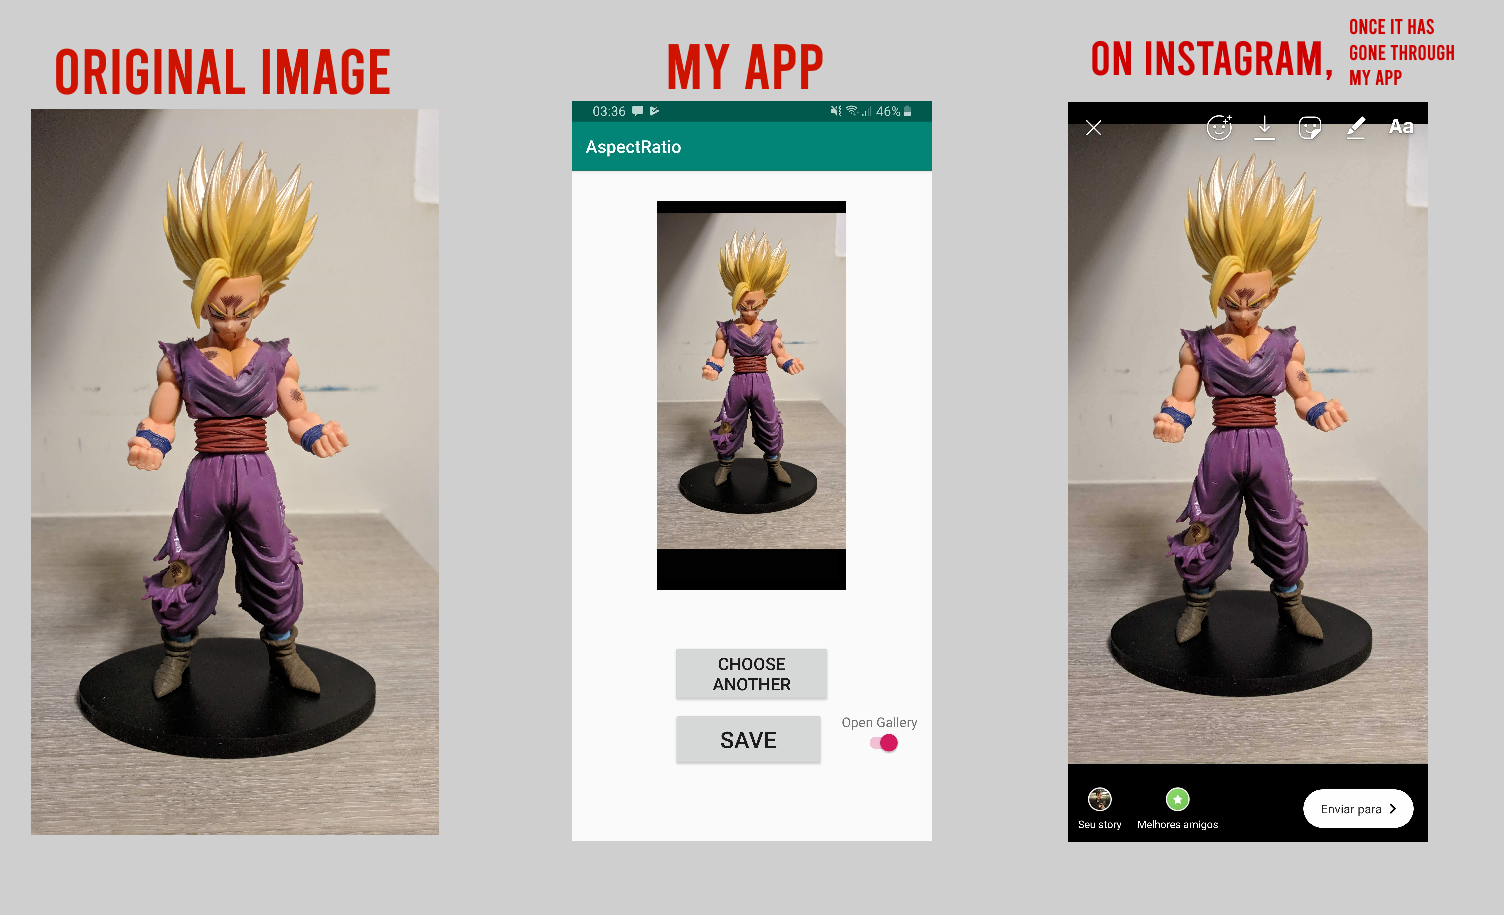 ORIGINAL IMAGE
MY APP
03:36
46%
AspectRatio
CHOOSE
ANOTHER
SAVE
Open Gallery
ON INSTAGRAM,
ONCE IT HAS
GONE THROUGH
MY APP
Aa
Seu story
Melhores amigos
Enviar para